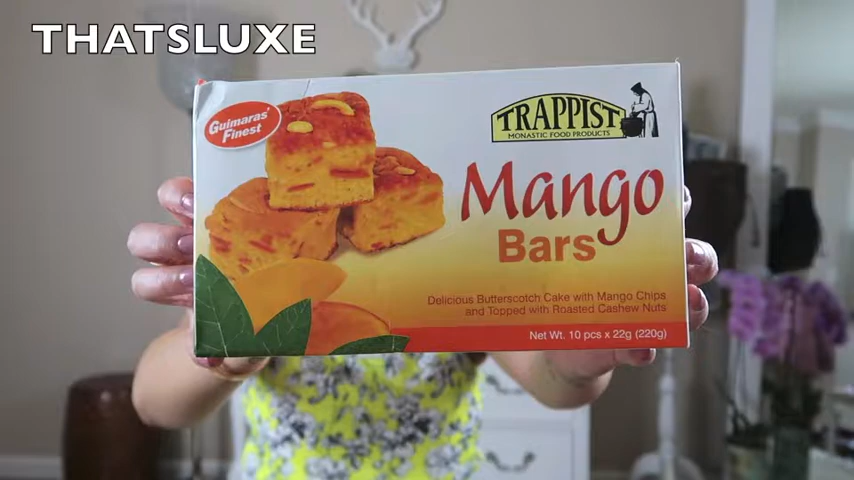 THATSLUXE
Guimaras'
Finest
TRAPPIST
MONASTIC FOOD PRODUCTS
Mango
Bars
Delicious Butterscotch Cake with Mango Chips
and Topped with Roasted Cashew Nuts
Net Wt. 10 pcs x 22g (220g)